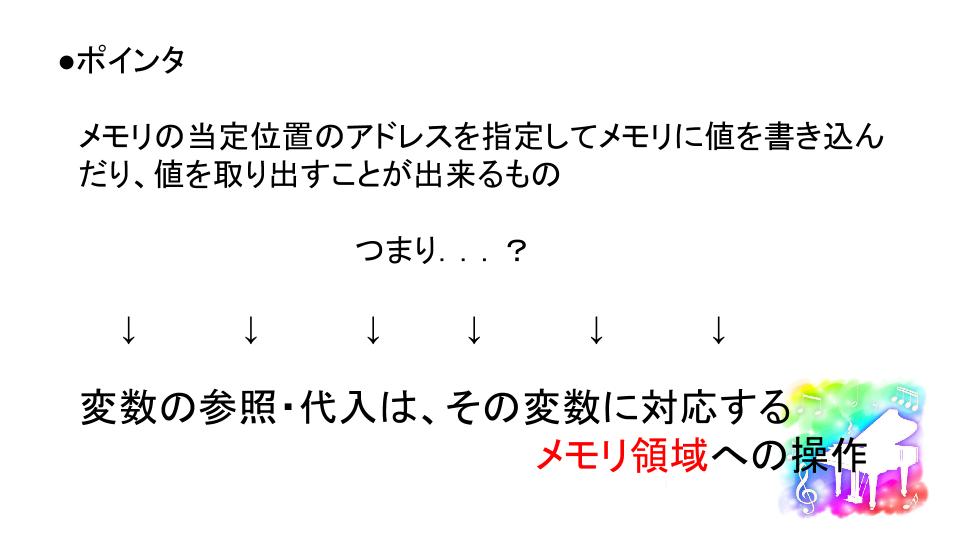 ●ポインタ
メモリの当定位置のアドレスを指定してメモリに値を書き込ん
だり、値を取り出すことが出来るもの
つまり．．．？
↓ ↓ ↓ ↓ ↓ ↓
変数の参照・代入は、その変数に対応する
メモリ領域への操作